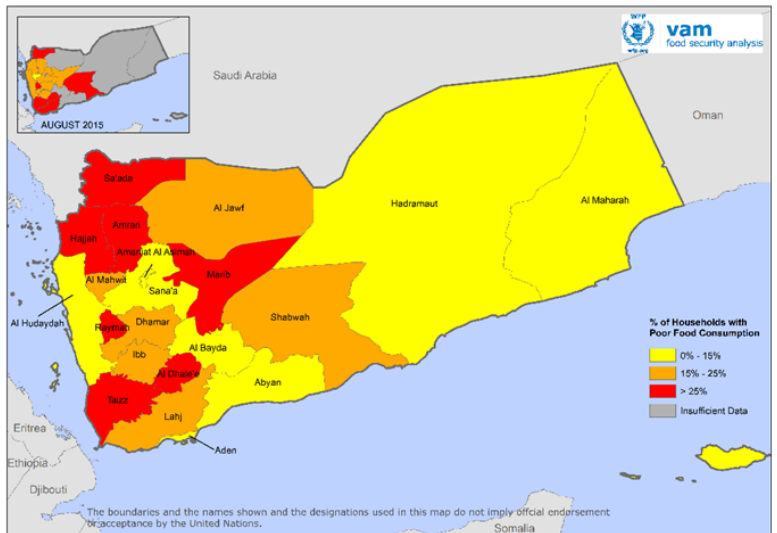 WFP
wfp.org
vam
food security analysis
AUGUST 2015
Saudi Arabia
Oman
Sa'ada
Al Jawf
Hadramaut
Al Maharah
Hajjah
Amran
Amanat Al Asimah
Marib
Al Mahwit
Sana'a
Al Hudaydah
Shabwah
Raymah
Dhamar
Al Bayda
Ibb
Al Dhale'e
Abyan
Taizz
Lahj
Aden
% of Households with
Poor Food Consumption
0% - 15%
15% - 25%
> 25%
Insufficient Data
Eritrea
Ethiopia
Djibouti
Somalia
The boundaries and the names shown and the designations used in this map do not imply offcial endorsement
or acceptance by the United Nations.